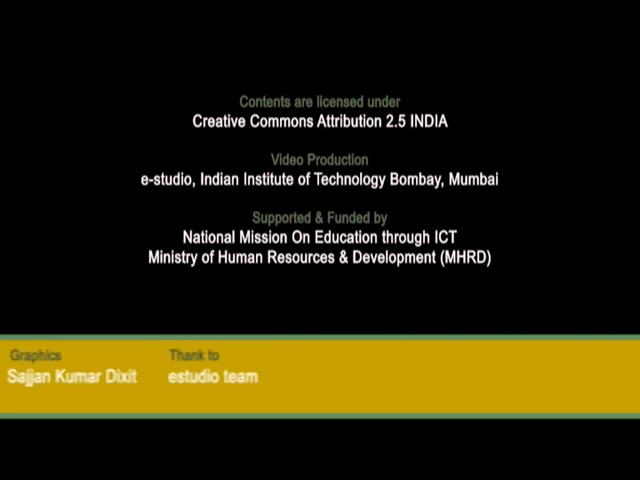 Contents are licensed under
Creative Commons Attribution 2.5 INDIA
Video Production
e-studio, Indian Institute of Technology Bombay, Mumbai
Supported & Funded by
National Mission On Education through ICT
Ministry of Human Resources & Development (MHRD)
Graphics
Sajjan Kumar Dixit
Thank to
estudio team